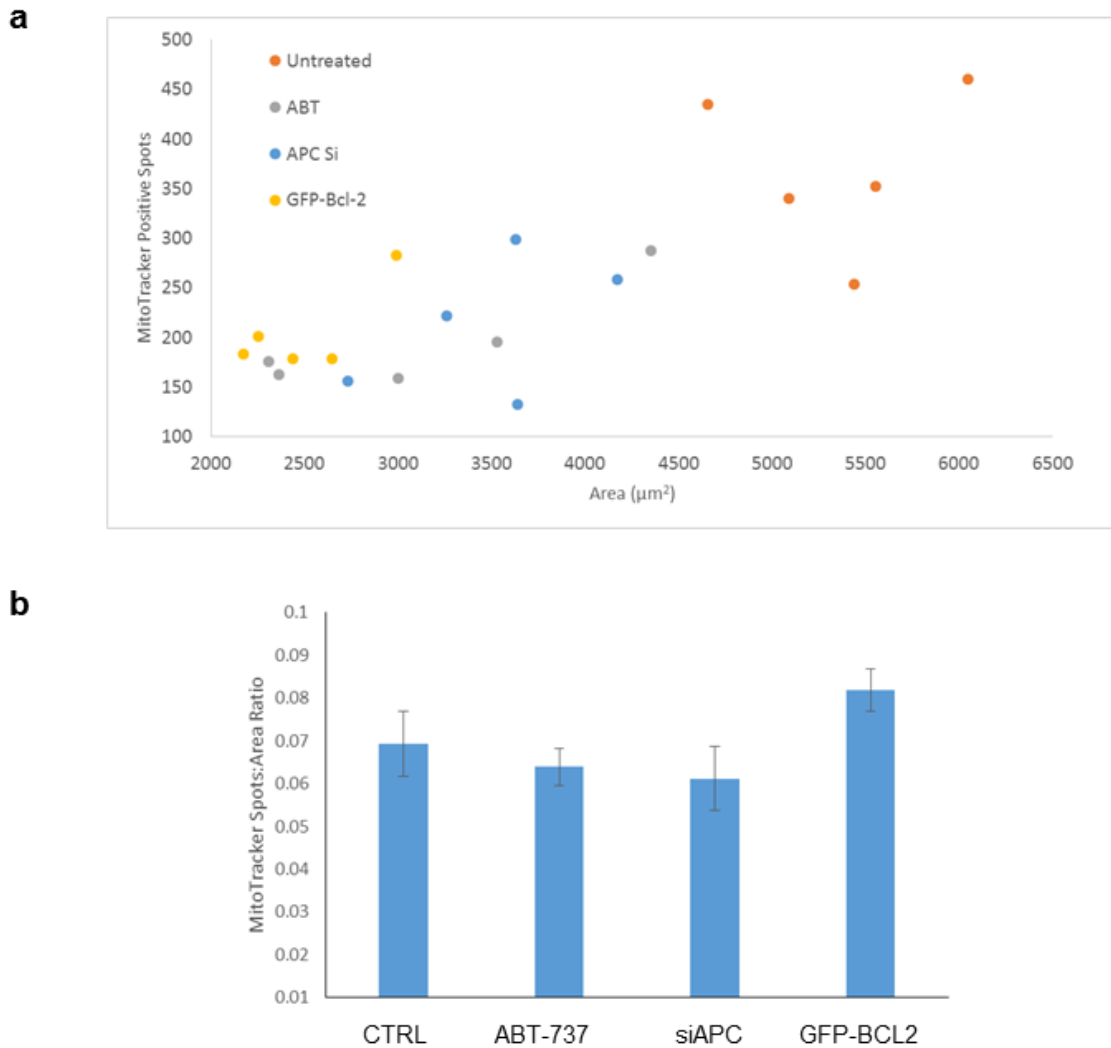 a
500
450
400
350
300
250
200
150
100
MitoTracker Positive Spots
Untreated
ABT
APC Si
GFP-Bcl-2
2000 2500 3000 3500 4000 4500 5000 5500 6000 6500
Area (µm²)
b
0.1
0.09
0.08
0.07
0.06
0.05
0.04
0.03
0.02
0.01
MitoTracker Spots:Area Ratio
CTRL ABT-737 siAPC GFP-BCL2